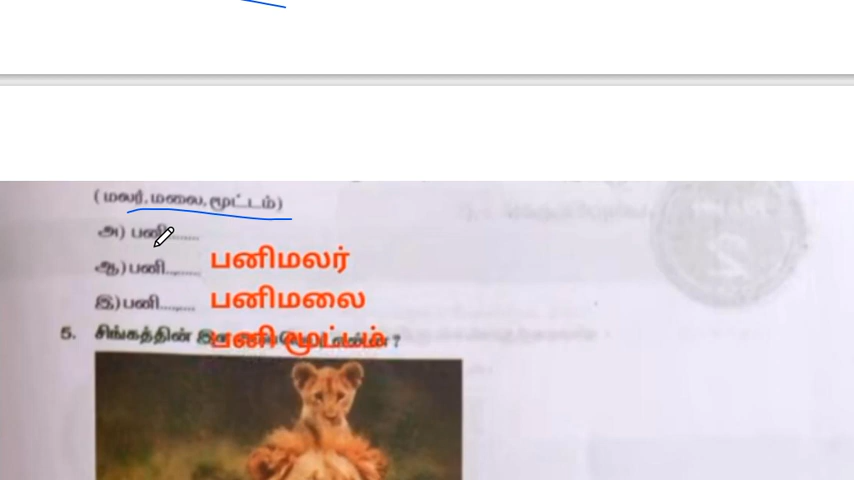 (மலர், மலை, மூட்டம்)
அ) பனி.........
ஆ) பனி......... பனிமலர்
இ) பனி......... பனிமலை
பனி மூட்டம்
5. சிங்கத்தின் ?